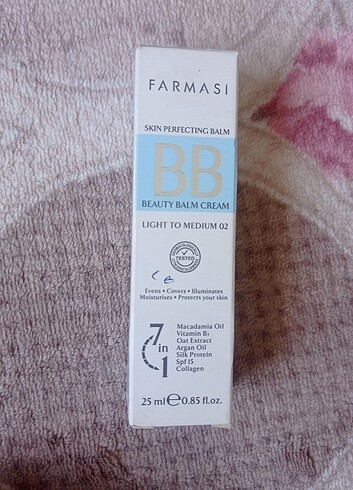 FARMASI
SKIN PERFECTING BALM
BB
BEAUTY BALM CREAM
LIGHT TO MEDIUM 02
TESTED
Evens • Covers • Illuminates
Moisturises • Protects your skin
7 in 1
Macadamia Oil
Vitamin B3
Oat Extract
Argan Oil
Silk Protein
Spf 15
Collagen
25 ml ℮ 0.85 fl.oz.